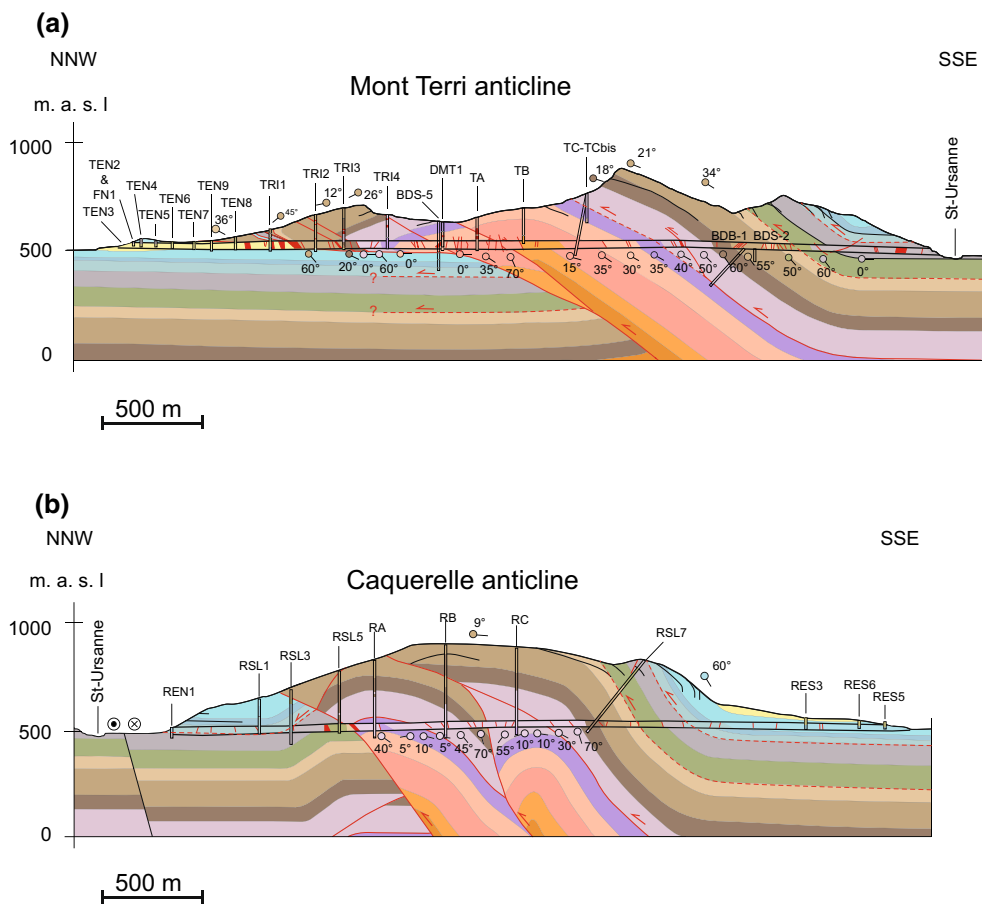 (a)
NNW
SSE
Mont Terri anticline
m. a. s. l
1000
500
0
TEN2
&
FN1
TEN3
TEN4
TEN5
TEN6
TEN7
TEN9
TEN8
TRI1
TRI2
TRI3
TRI4
BDS-5
DMT1
TA
TB
TC-TCbis
BDB-1
BDS-2
St-Ursanne
36°
45°
12°
26°
18°
21°
34°
60°
20°
0°
60°
0°
0°
35°
70°
15°
35°
30°
35°
40°
50°
60°
55°
50°
60°
0°
?
?
500 m
(b)
NNW
SSE
Caquerelle anticline
m. a. s. l
1000
500
0
St-Ursanne
REN1
RSL1
RSL3
RSL5
RA
RB
9°
RC
RSL7
60°
RES3
RES6
RES5
40°
5°
10°
5°
45°
70°
55°
10°
10°
30°
70°
500 m